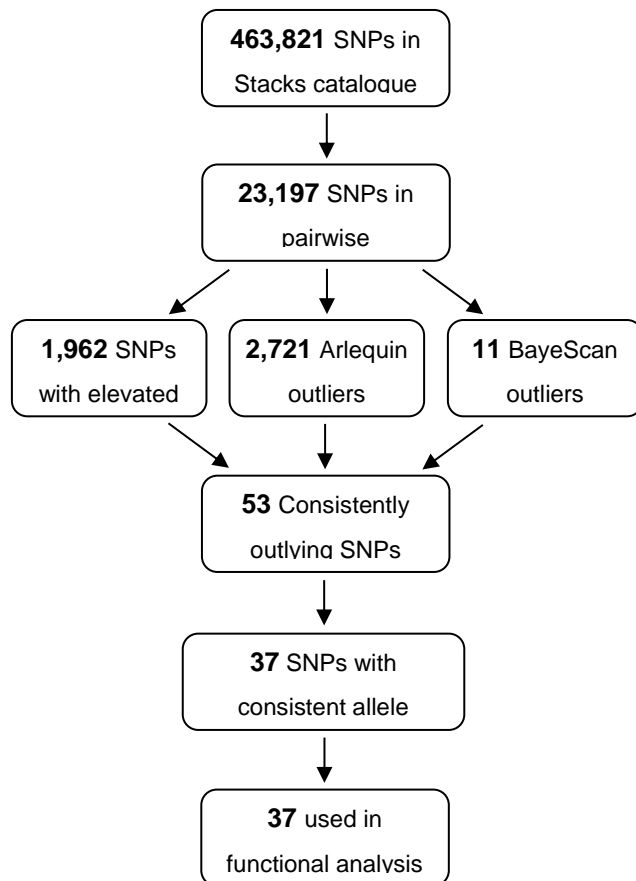 463,821 SNPs in
Stacks catalogue
23,197 SNPs in
pairwise
1,962 SNPs
with elevated
2,721 Arlequin
outliers
11 BayeScan
outliers
53 Consistently
outlying SNPs
37 SNPs with
consistent allele
37 used in
functional analysis